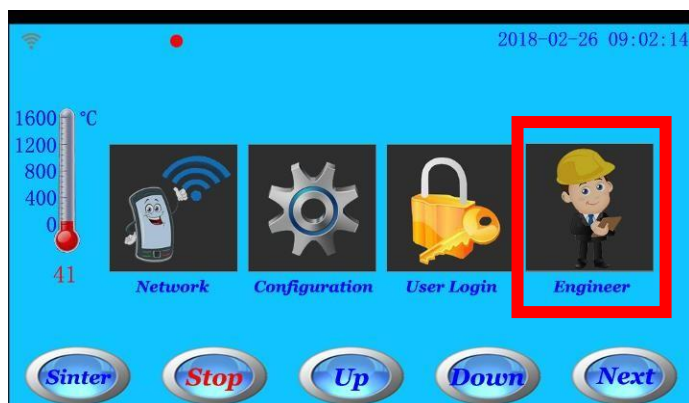 2018-02-26 09:02:14
1600 °C
1200
800
400
0
41
Network Configuration User Login Engineer
Sinter Stop Up Down Next